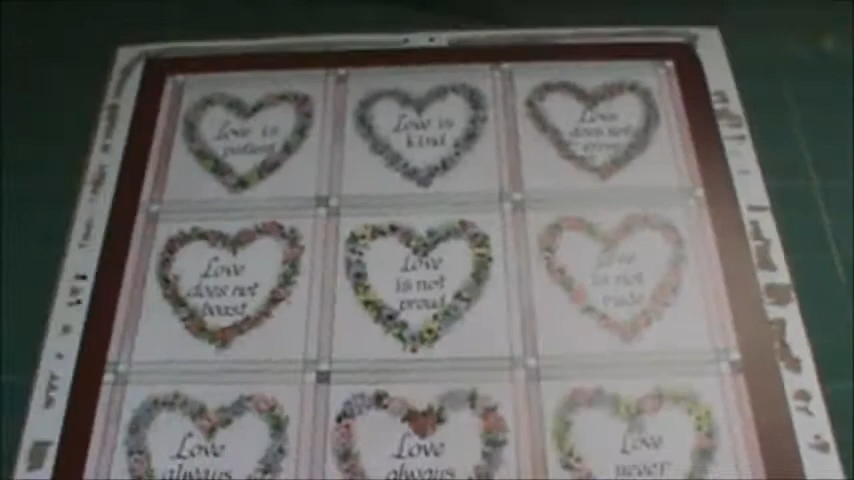 Love is
patient
Love is
kind
Love
does not
Love
does not
boast
Love
is not
proud
Love
is not
rude
Love
always
Love
always
Love
never